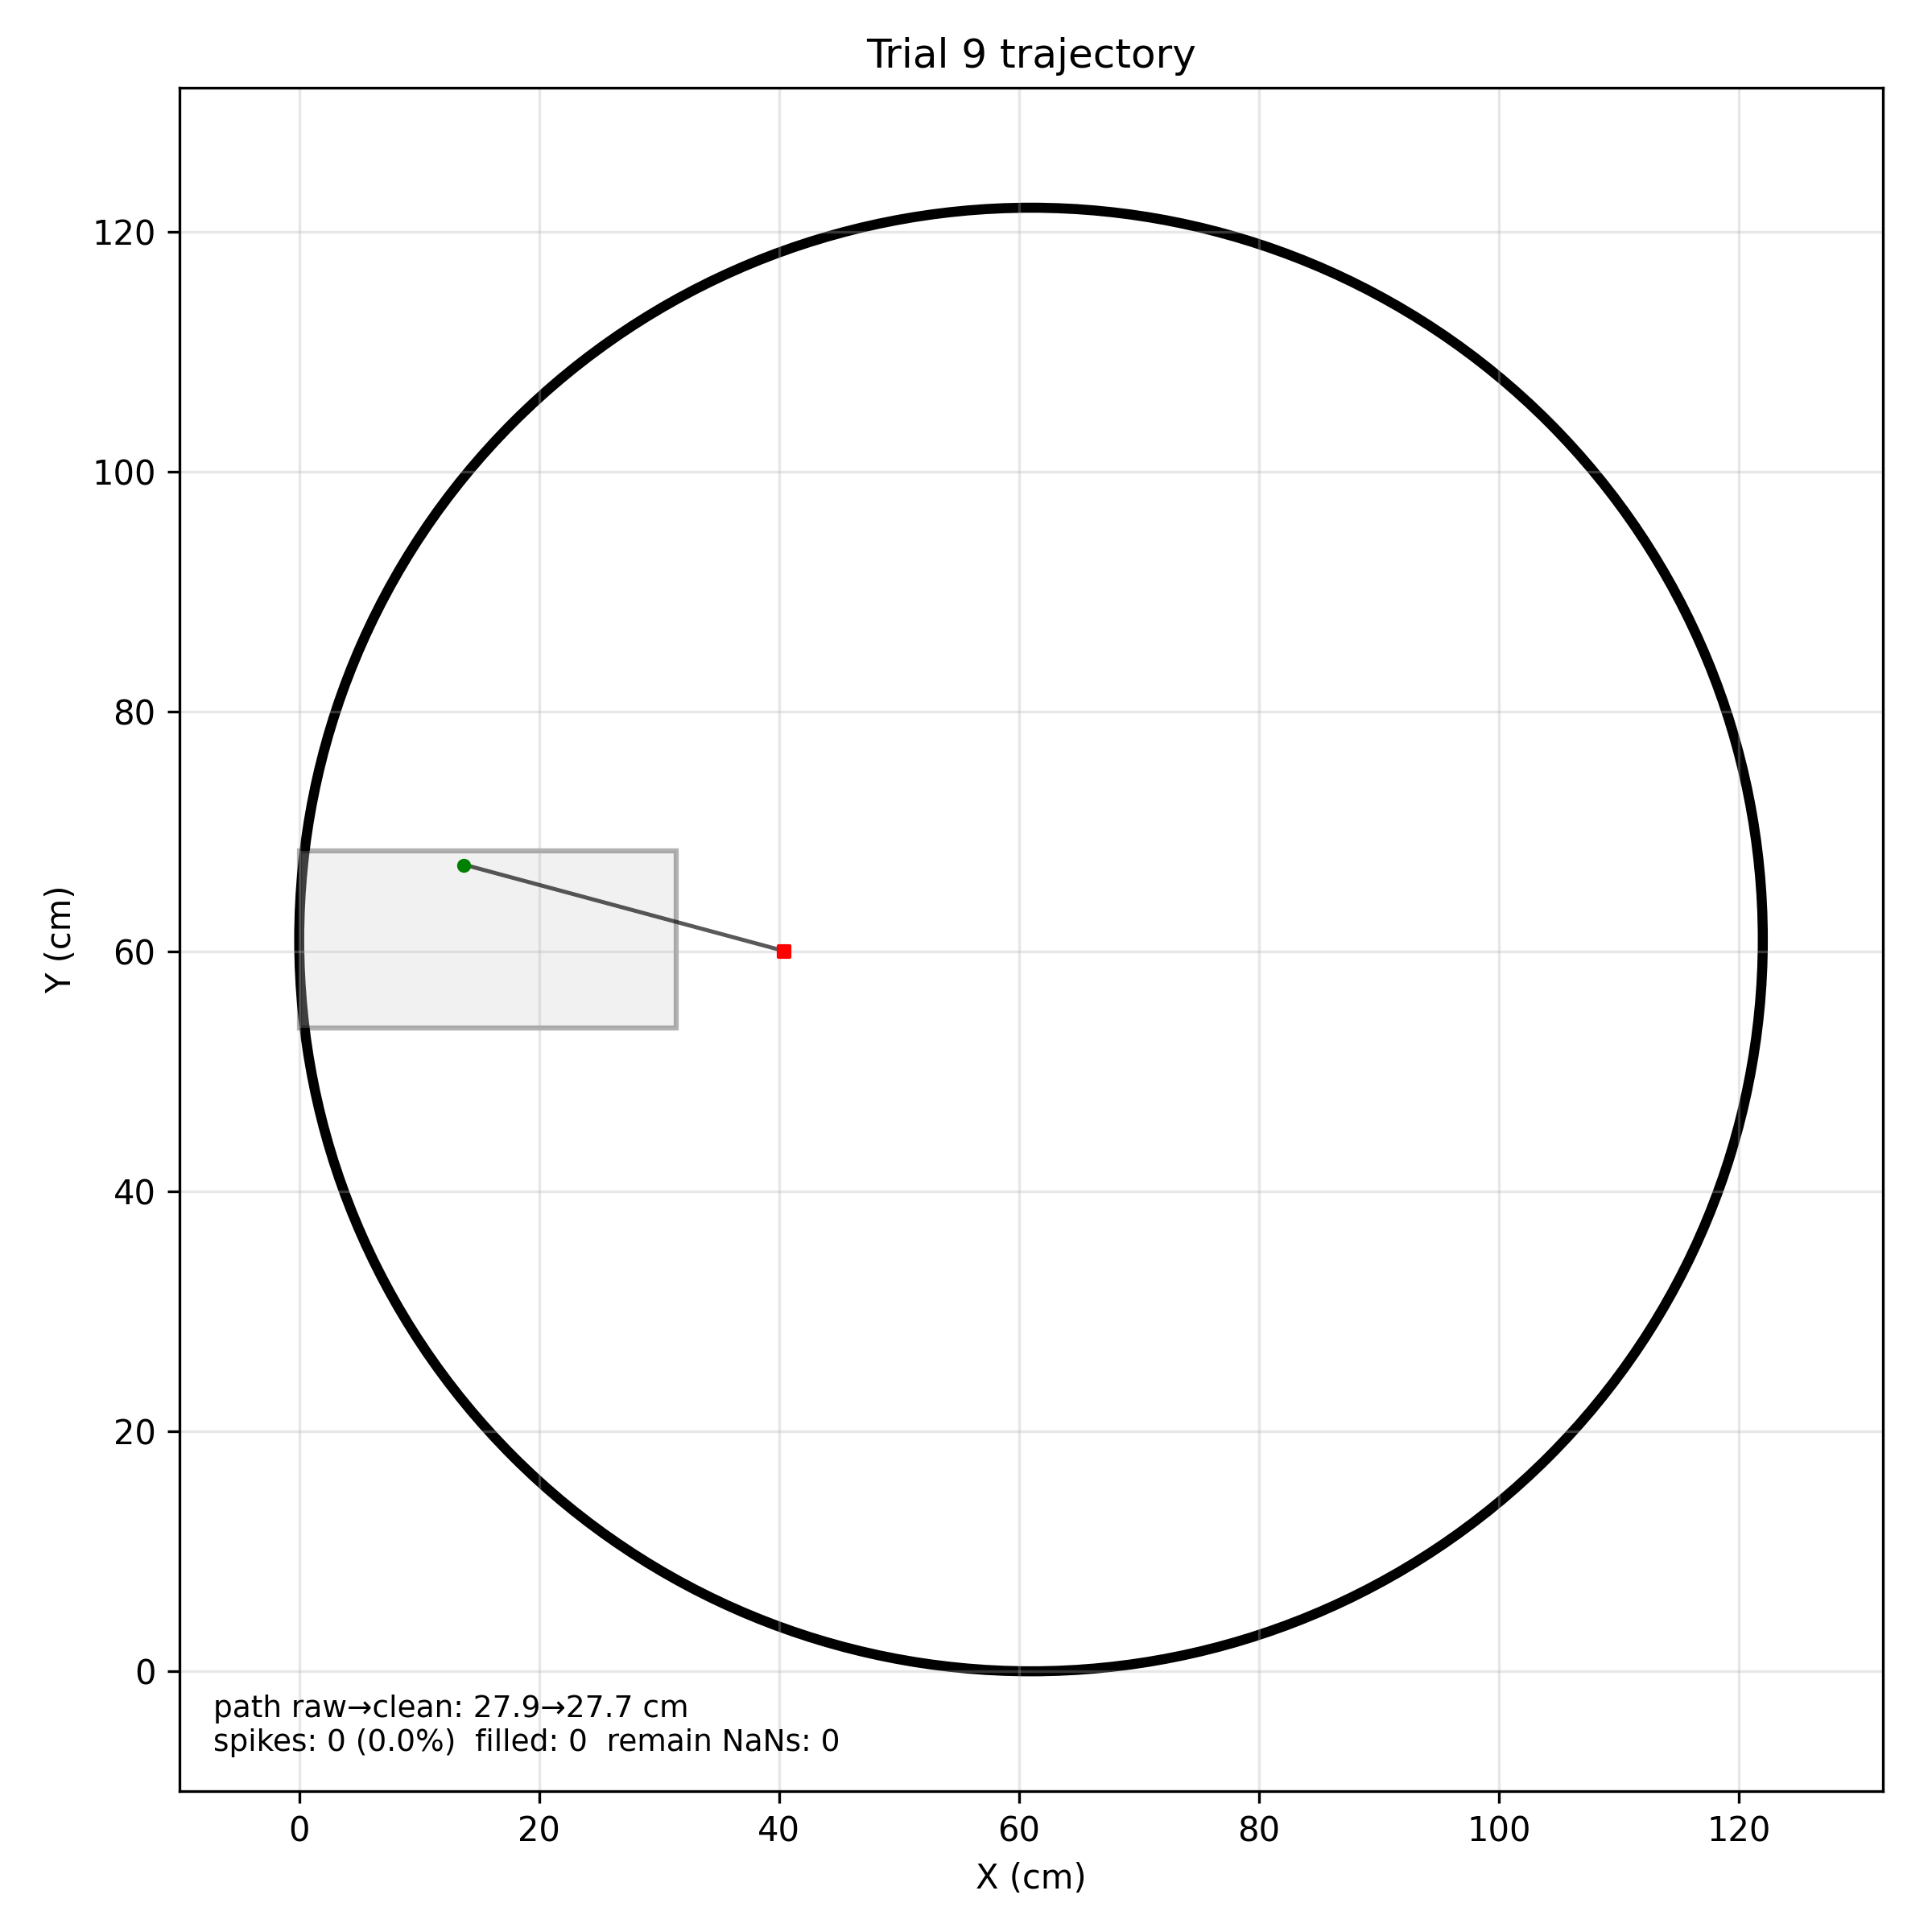 Trial 9 trajectory
120
100
80
60
40
20
0
Y (cm)
path raw→clean: 27.9→27.7 cm
spikes: 0 (0.0%)  filled: 0  remain NaNs: 0
0 20 40 60 80 100 120
X (cm)